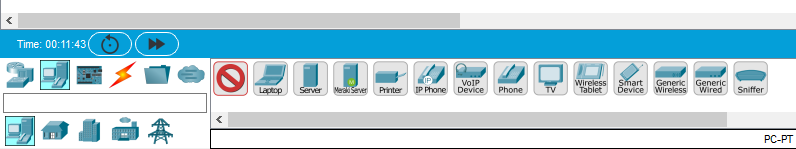 Time: 00:11:43
Laptop
Server
Meraki Server
Printer
IP
IP Phone
VoIP
Device
Phone
TV
Wireless
Tablet
Smart
Device
Generic
Wireless
Generic
Wired
Sniffer
PC-PT